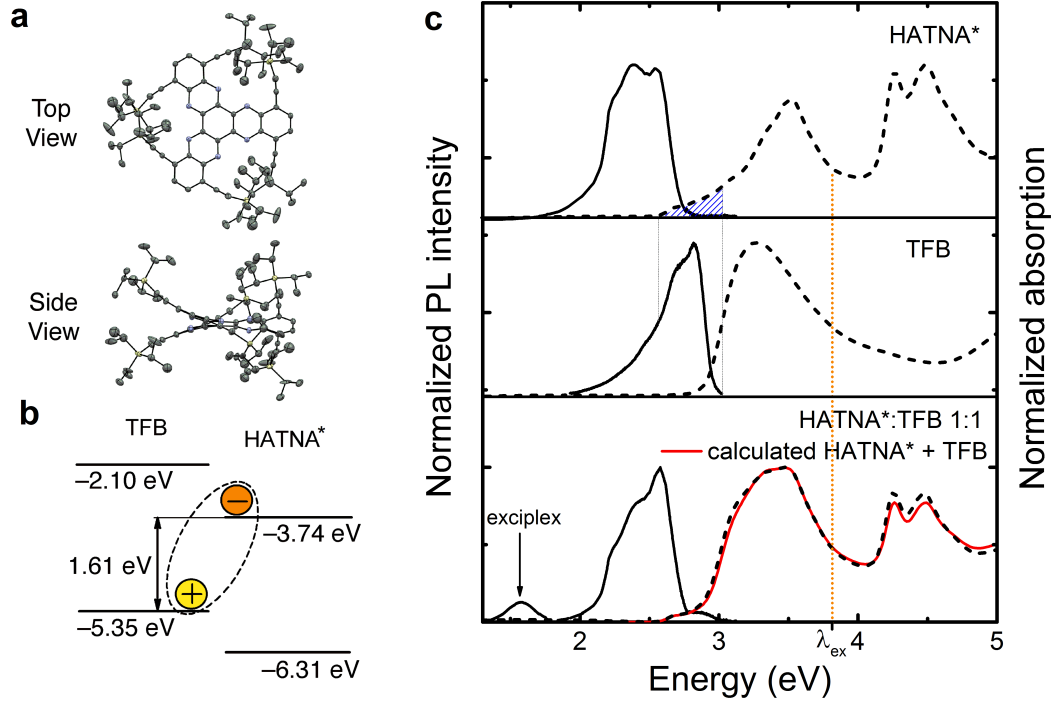 a
Top
View
Side
View
b
TFB
HATNA*
−2.10 eV
−
−3.74 eV
1.61 eV
+
−5.35 eV
−6.31 eV
c
Normalized PL intensity
Normalized absorption
HATNA*
TFB
HATNA*:TFB 1:1
calculated HATNA* + TFB
exciplex
2 3 λex 4 5
Energy (eV)